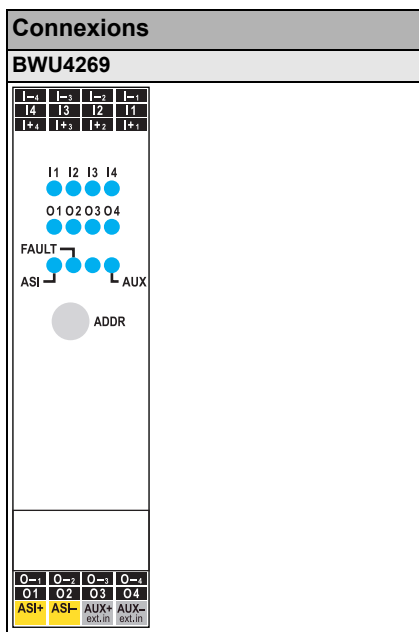 Connexions
BWU4269
I–4 I–3 I–2 I–1
I4 I3 I2 I1
I+4 I+3 I+2 I+1
I1 I2 I3 I4
O1 O2 O3 O4
FAULT
ASI AUX
ADDR
O–1 O–2 O–3 O–4
O1 O2 O3 O4
ASI+ ASI– AUX+ AUX–
ext.in ext.in